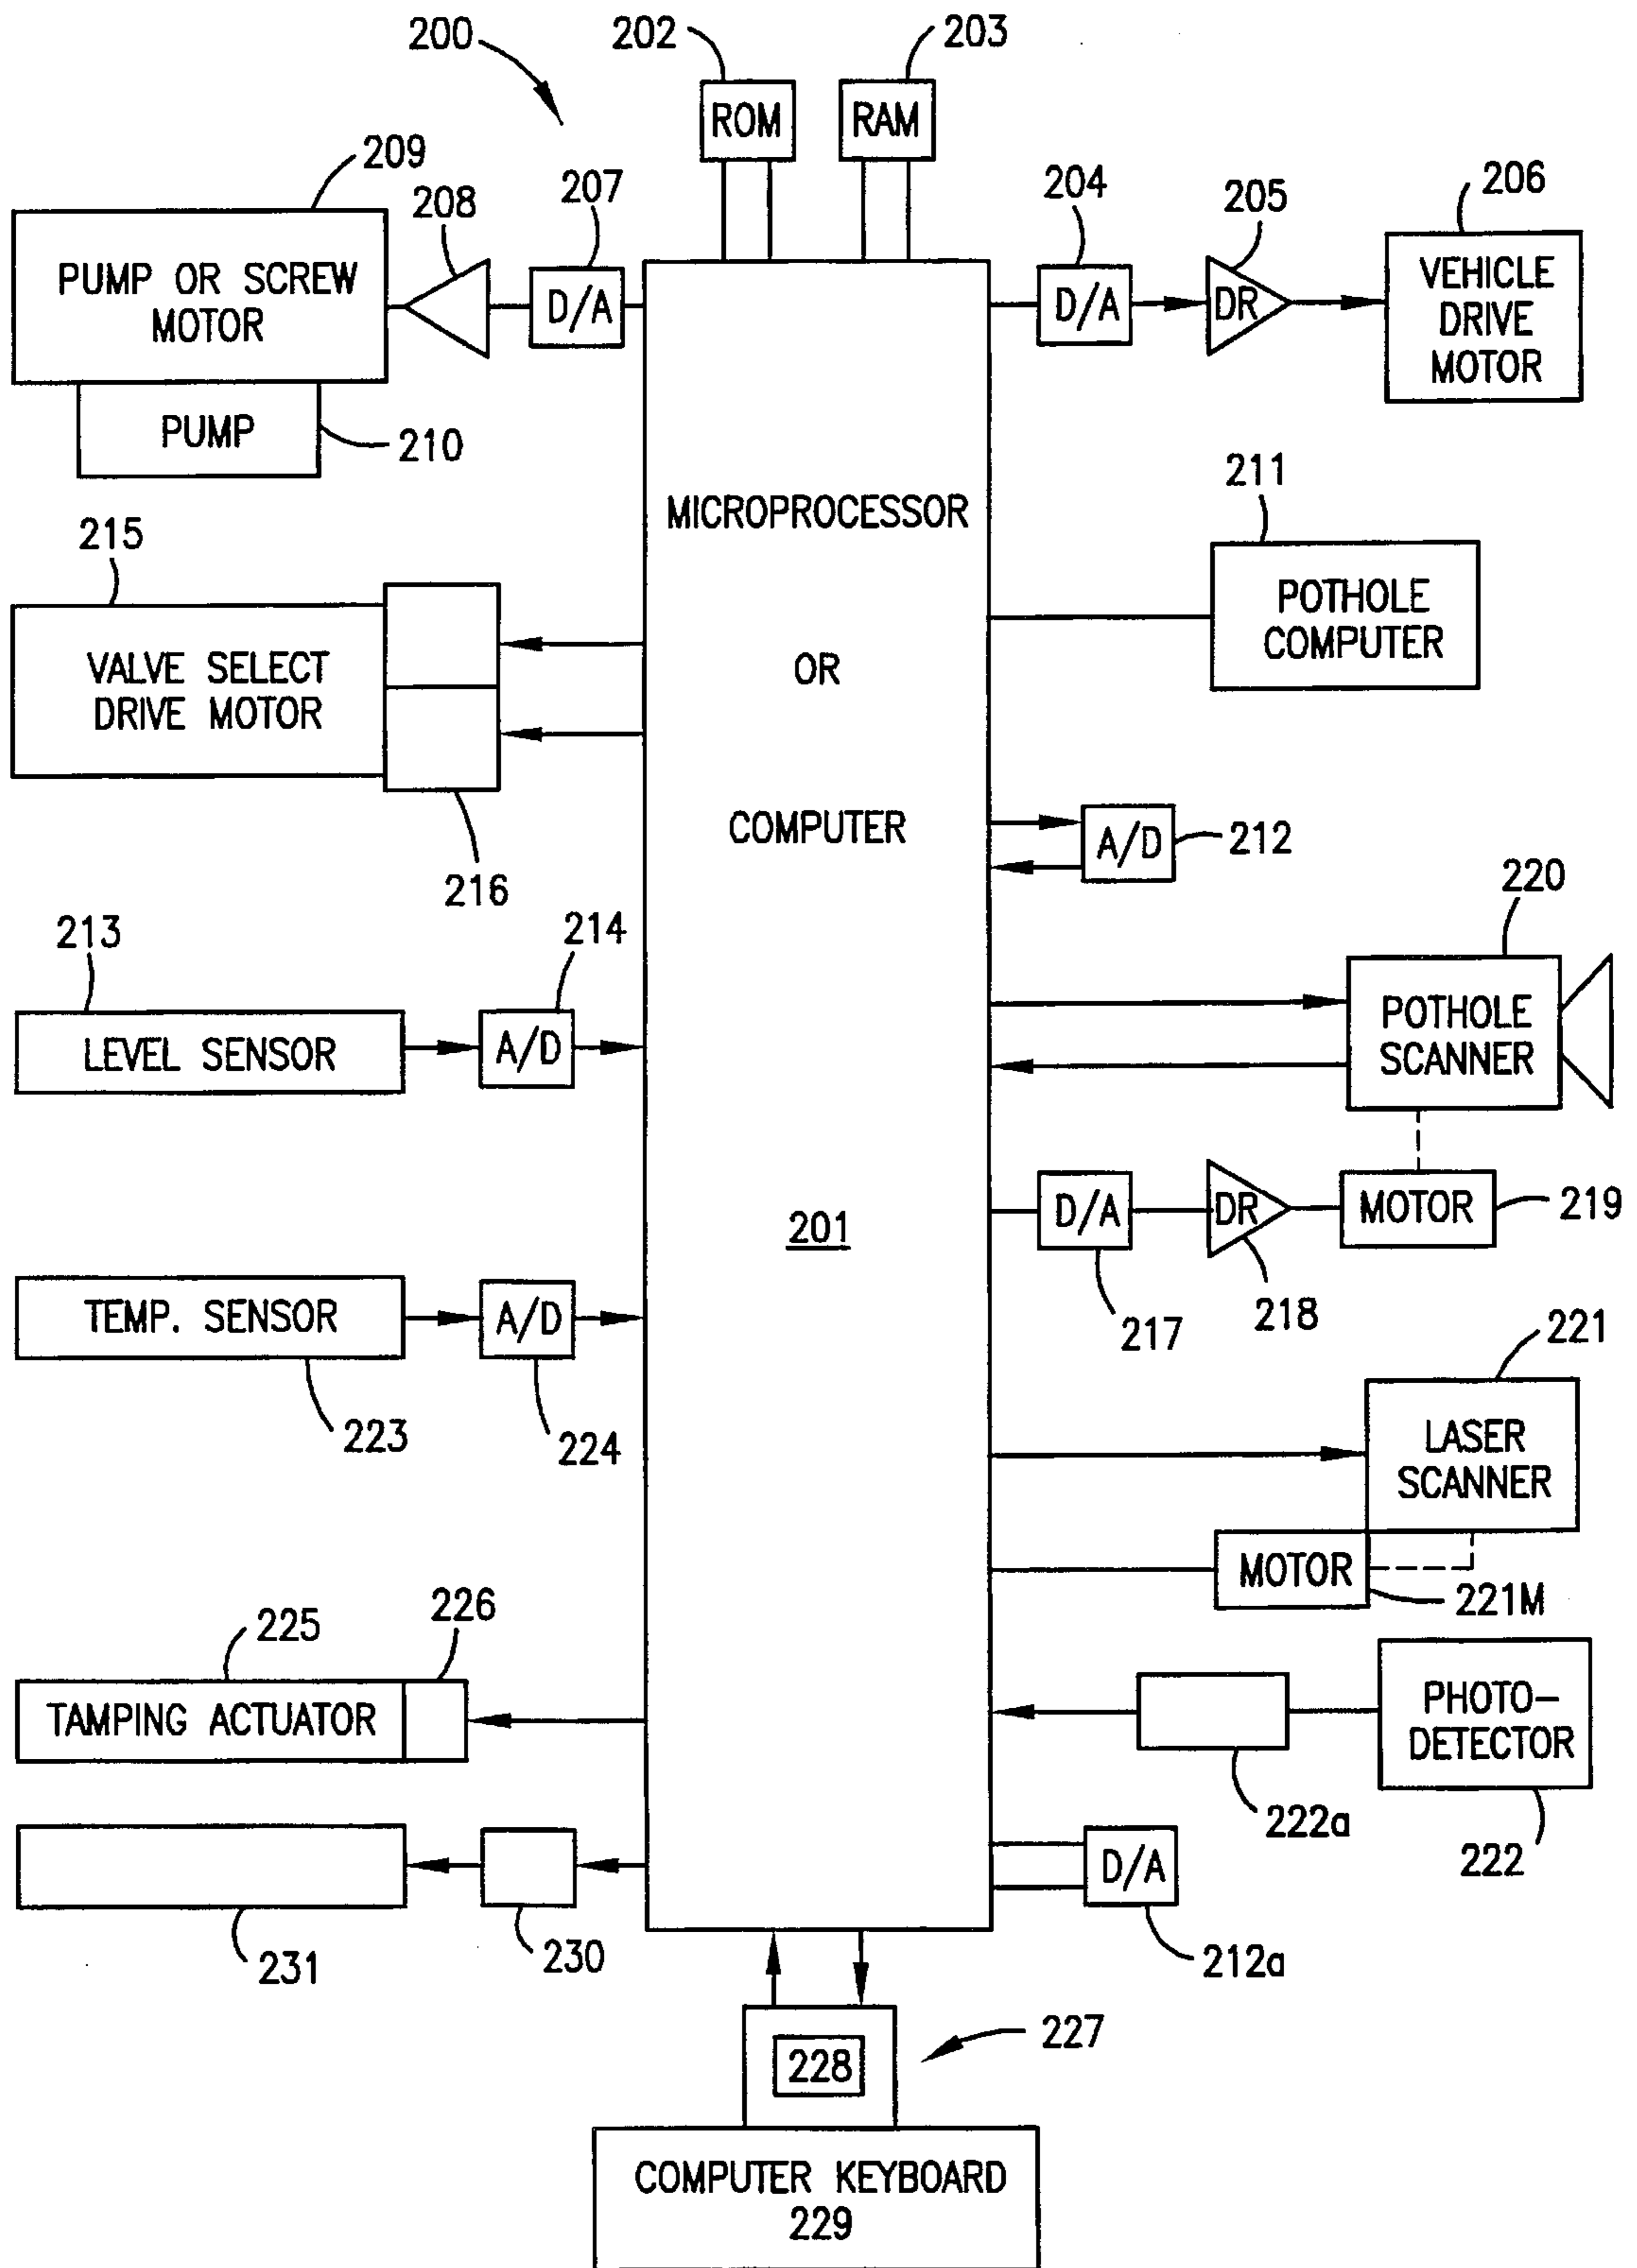 200
202
203
ROM
RAM
209
208
207
204
205
206
PUMP OR SCREW
MOTOR
D/A
D/A
DR
VEHICLE
DRIVE
MOTOR
PUMP
210
MICROPROCESSOR
OR
COMPUTER
201
211
POTHOLE
COMPUTER
215
VALVE SELECT
DRIVE MOTOR
216
A/D
212
213
214
LEVEL SENSOR
A/D
220
POTHOLE
SCANNER
D/A
DR
MOTOR
219
217
218
TEMP. SENSOR
A/D
223
224
221
LASER
SCANNER
MOTOR
221M
225
226
TAMPING ACTUATOR
PHOTO-
DETECTOR
222a
222
231
230
D/A
212a
227
228
COMPUTER KEYBOARD
229